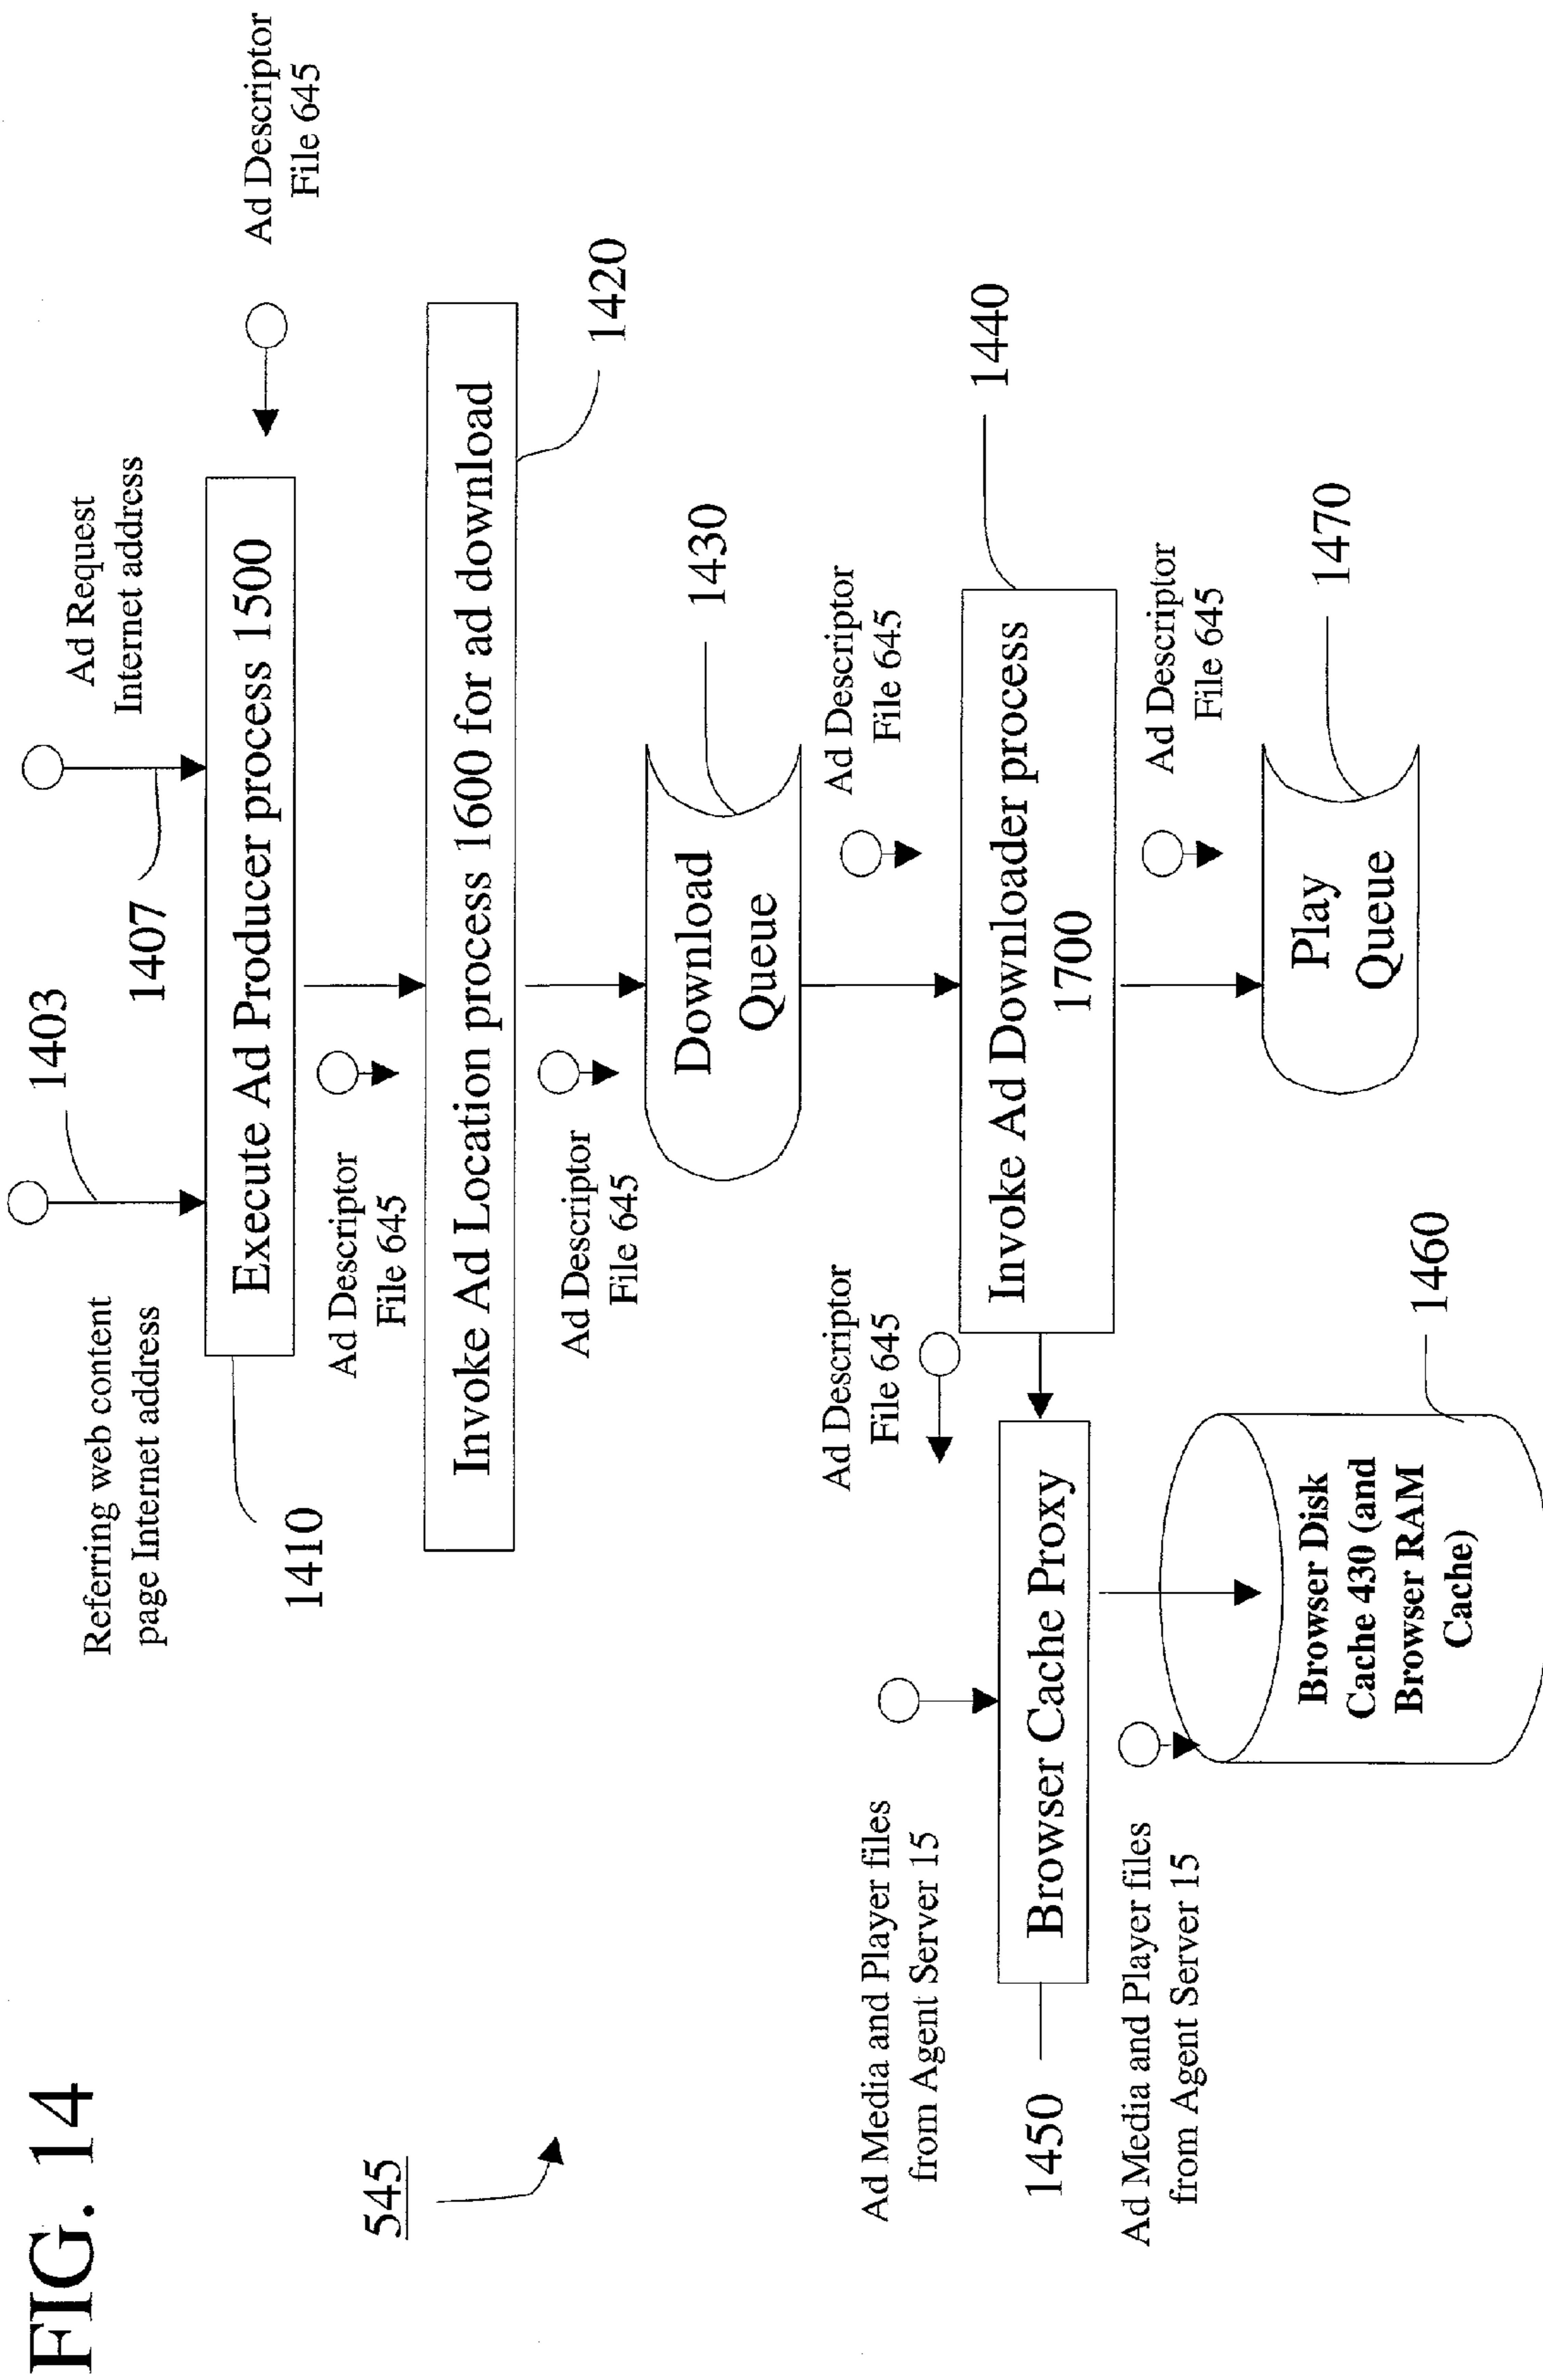 FIG. 14
545
Referring web content
page Internet address
1403
1407
Ad Request
Internet address
Ad Descriptor
File 645
1410
Execute Ad Producer process 1500
Ad Descriptor
File 645
Invoke Ad Location process 1600 for ad download
1420
Ad Descriptor
File 645
Download
Queue
1430
Ad Descriptor
File 645
Ad Descriptor
File 645
Invoke Ad Downloader process
1700
1440
Ad Media and Player files
from Agent Server 15
1450
Browser Cache Proxy
Ad Descriptor
File 645
Play
Queue
1470
Ad Media and Player files
from Agent Server 15
Browser Disk
Cache 430 (and
Browser RAM
Cache)
1460